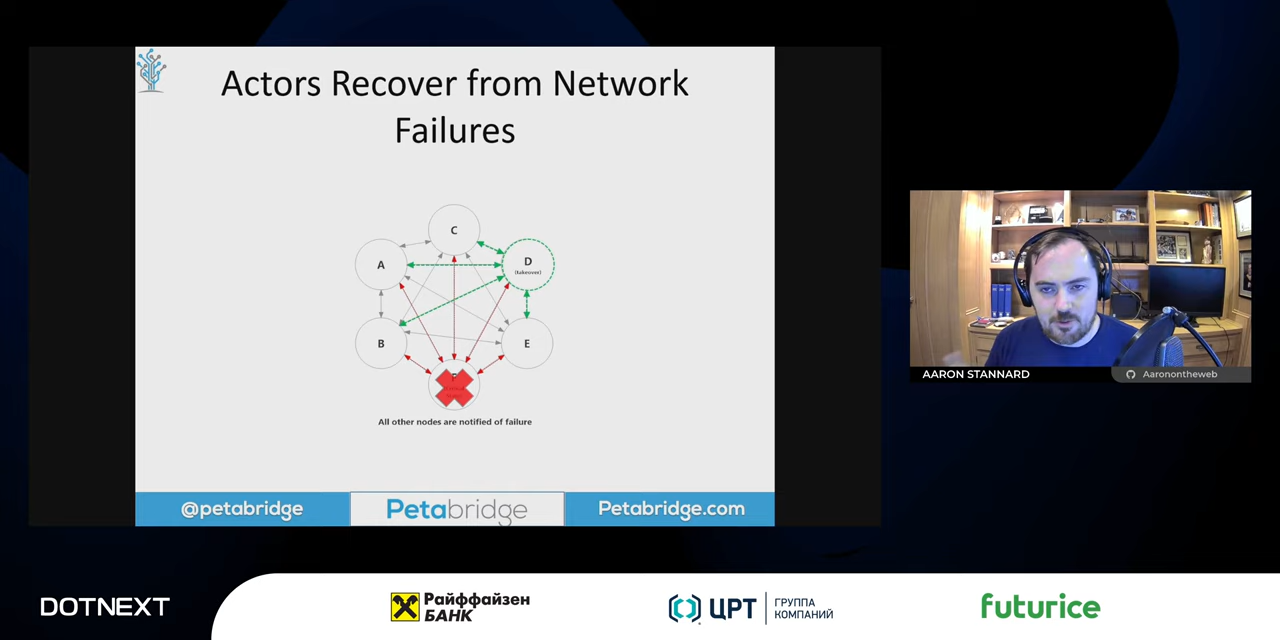 Actors Recover from Network
Failures
C
A
D
(takeover)
B
E
F
All other nodes are notified of failure
@petabridge
Petabridge
Petabridge.com
AARON STANNARD
Aaronontheweb
DOTNEXT
Райффайзен
БАНК
ЦРТ
ГРУППА
КОМПАНИЙ
futurice